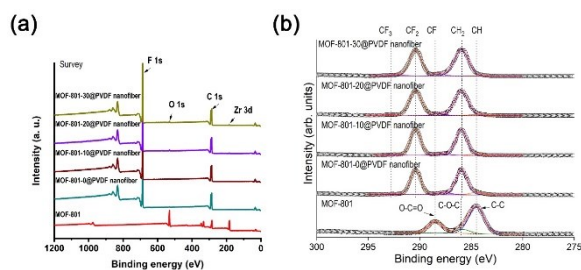 (a)
Survey
F 1s
O 1s
C 1s
Zr 3d
MOF-801-30@PVDF nanofiber
MOF-801-20@PVDF nanofiber
MOF-801-10@PVDF nanofiber
MOF-801-0@PVDF nanofiber
MOF-801
Intensity (a. u.)
1200 1000 800 600 400 200 0
Binding energy (eV)
(b)
CF₃ CF₂ CF CH₂ CH
MOF-801-30@PVDF nanofiber
MOF-801-20@PVDF nanofiber
MOF-801-10@PVDF nanofiber
MOF-801-0@PVDF nanofiber
MOF-801
O-C=O
C-O-C
C-C
Intensity (arb. units)
300 295 290 285 280 275
Binding energy (eV)